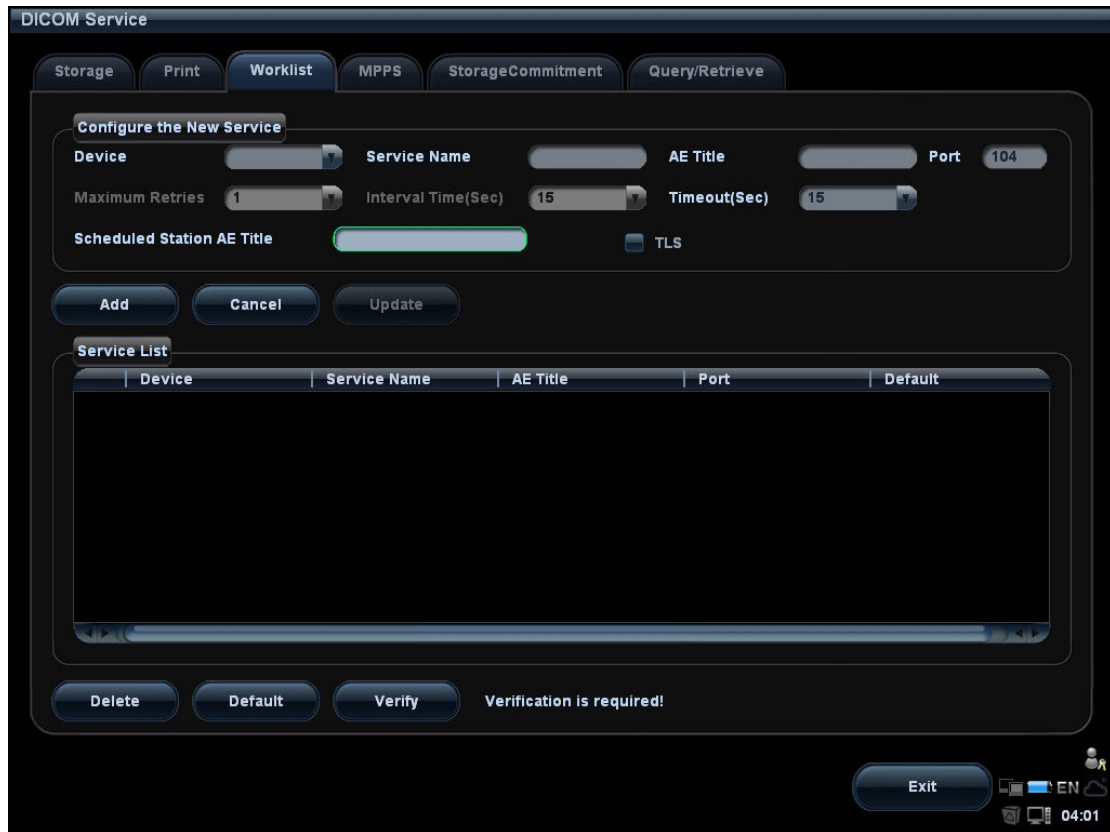 DICOM Service
Storage Print Worklist MPPS StorageCommitment Query/Retrieve
Configure the New Service
Device Service Name AE Title Port 104
Maximum Retries 1 Interval Time(Sec) 15 Timeout(Sec) 15
Scheduled Station AE Title TLS
Add Cancel Update
Service List
Device Service Name AE Title Port Default
Delete Default Verify Verification is required!
Exit EN
04:01